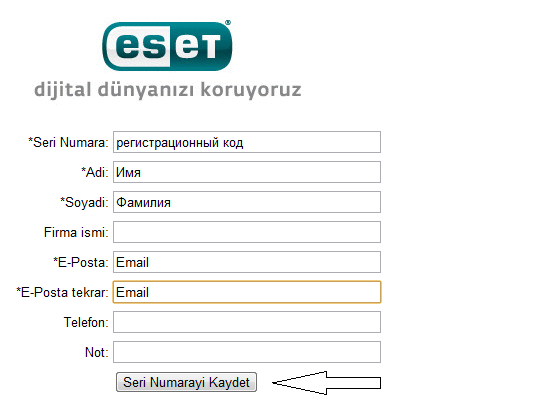 eset®
dijital dünyanızı koruyoruz
*Seri Numara: регистрационный код
*Adi: Имя
*Soyadi: Фамилия
Firma ismi:
*E-Posta: Email
*E-Posta tekrar: Email
Telefon:
Not:
Seri Numarayi Kaydet